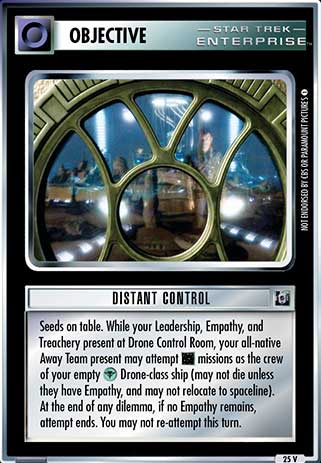 OBJECTIVE
STAR TREK
ENTERPRISE™
NOT ENDORSED BY CBS OR PARAMOUNT PICTURES
DISTANT CONTROL
Seeds on table. While your Leadership, Empathy, and
Treachery present at Drone Control Room, your all-native
Away Team present may attempt missions as the crew
of your empty Drone-class ship (may not die unless
they have Empathy, and may not relocate to spaceline).
At the end of any dilemma, if no Empathy remains,
attempt ends. You may not re-attempt this turn.
25 V